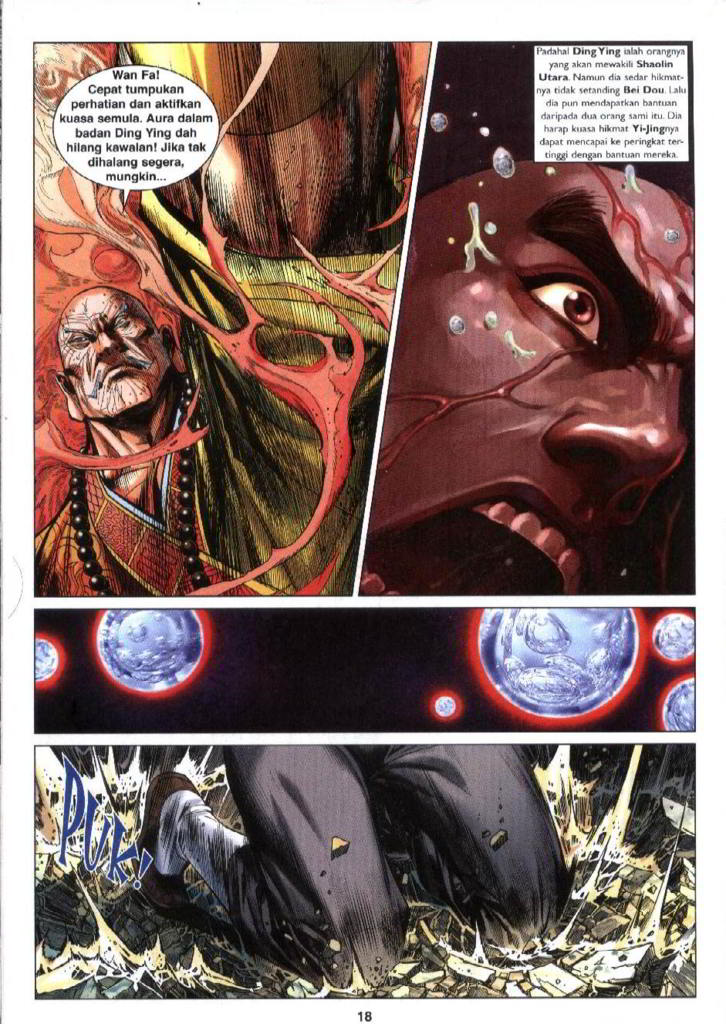 Wan Fa!
Cepat tumpukan
perhatian dan aktifkan
kuasa semula. Aura dalam
badan Ding Ying dah
hilang kawalan! Jika tak
dihalang segera,
mungkin...
Padahal Ding Ying ialah orangnya
yang akan mewakili Shaolin
Utara. Namun dia sedar hikmat-
nya tidak setanding Bei Dou. Lalu
dia pun mendapatkan bantuan
daripada dua orang sami itu. Dia
harap kuasa hikmat Yi-Jingnya
dapat mencapai ke peringkat ter-
tinggi dengan bantuan mereka.
PUK!
18